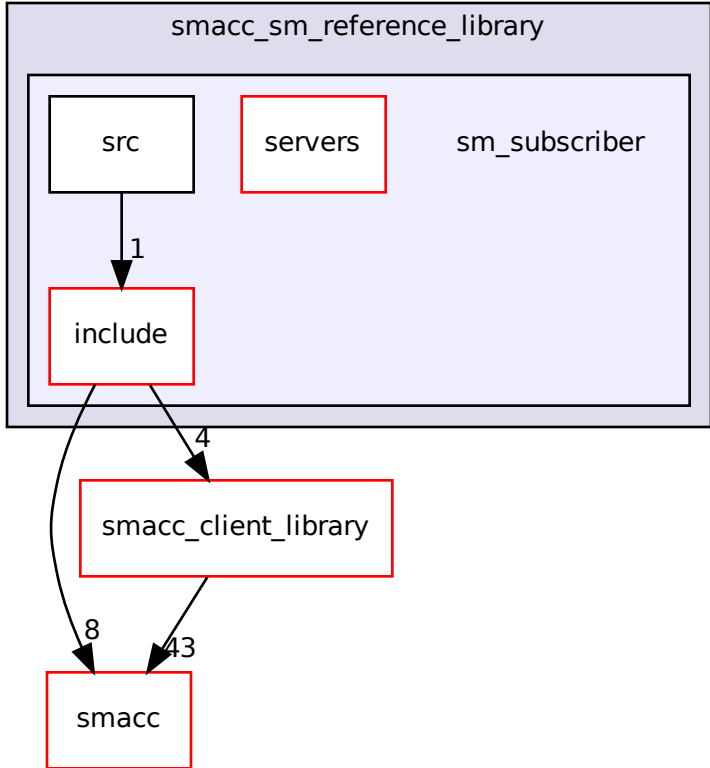 smacc_sm_reference_library
src
servers
sm_subscriber
1
include
4
smacc_client_library
8
43
smacc